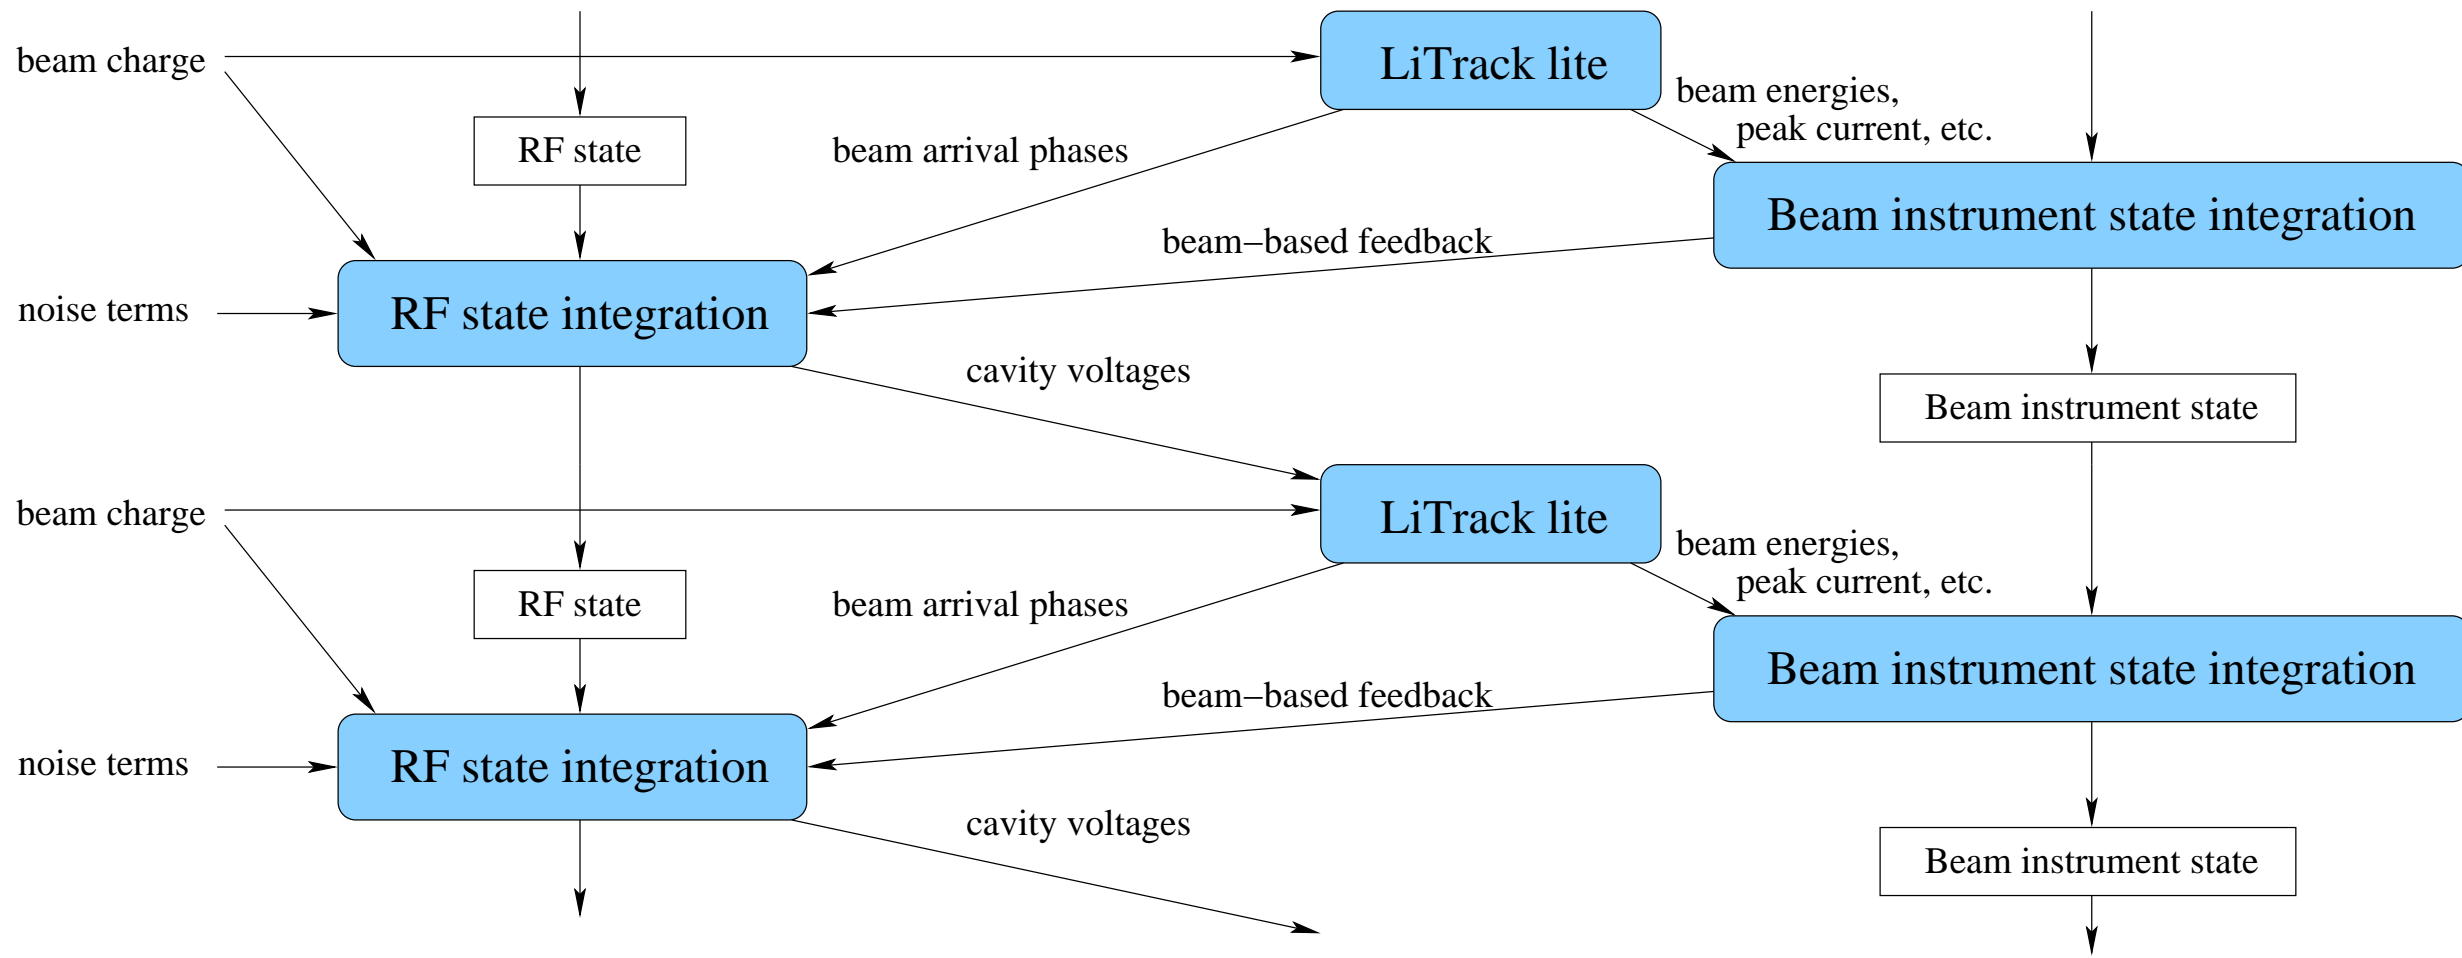 beam charge
LiTrack lite
beam energies,
peak current, etc.
RF state
beam arrival phases
Beam instrument state integration
beam−based feedback
noise terms
RF state integration
cavity voltages
Beam instrument state
beam charge
LiTrack lite
beam energies,
peak current, etc.
RF state
beam arrival phases
Beam instrument state integration
beam−based feedback
noise terms
RF state integration
cavity voltages
Beam instrument state